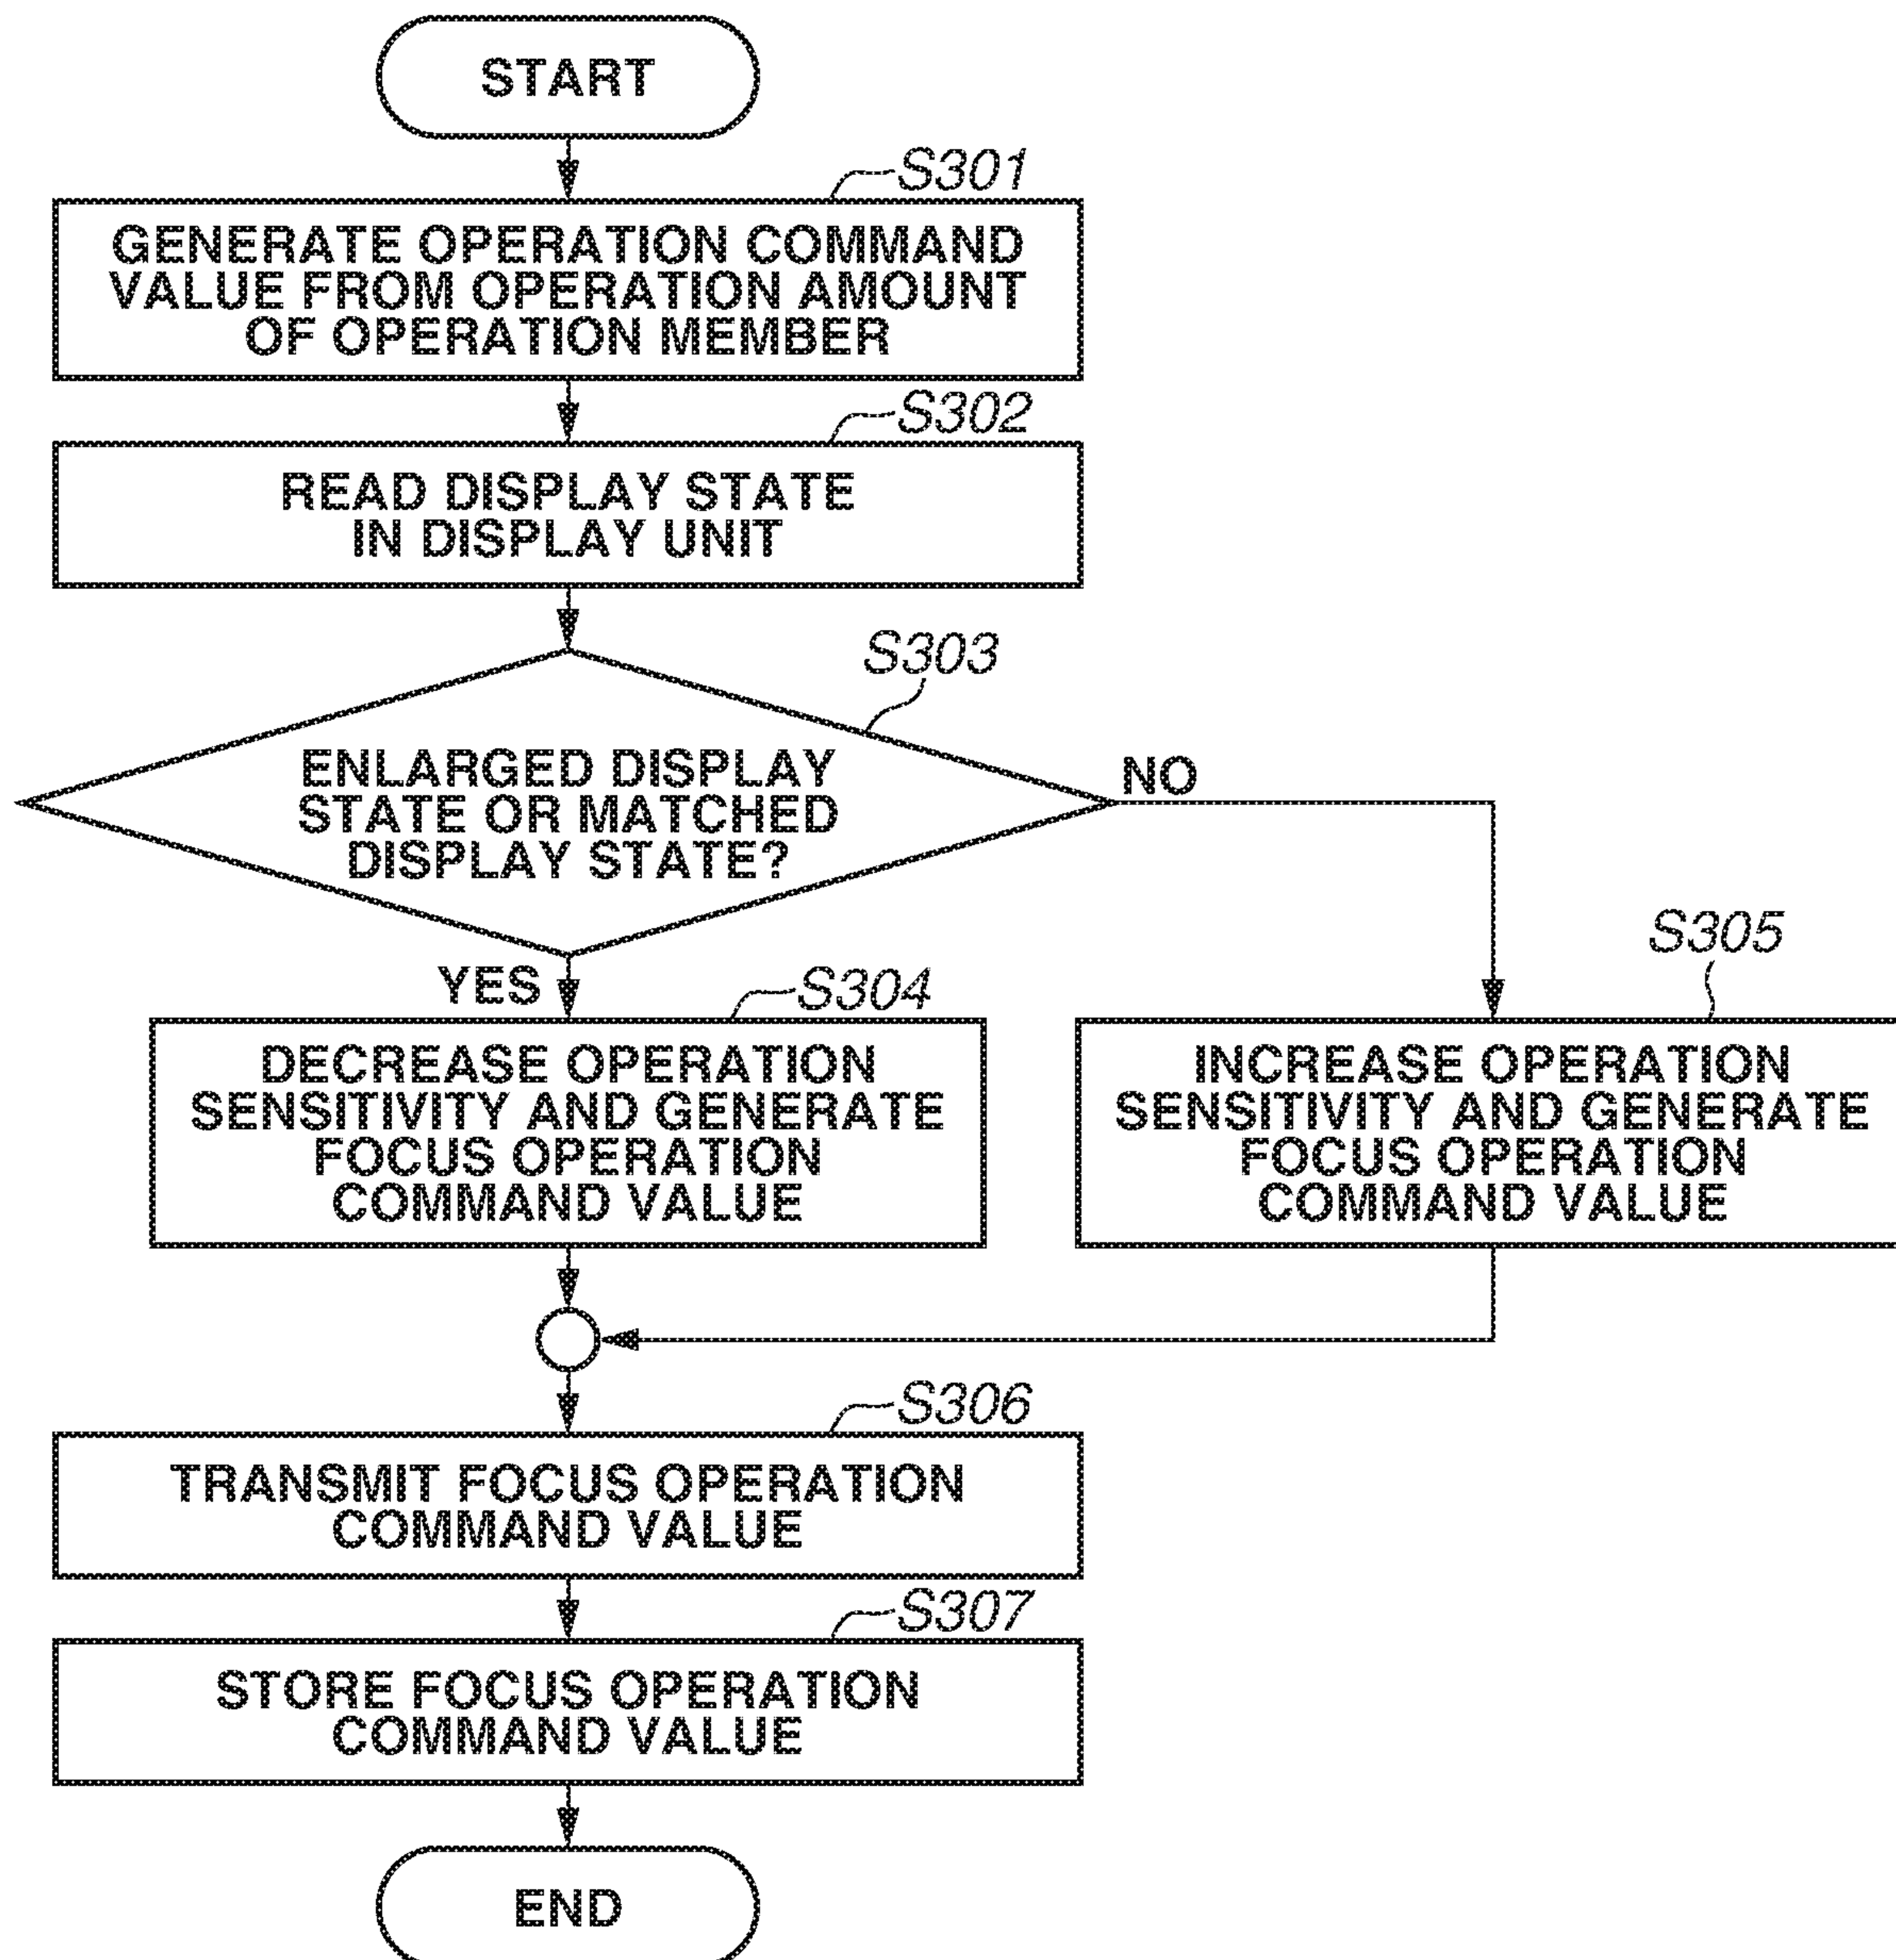 START
S301
GENERATE OPERATION COMMAND
VALUE FROM OPERATION AMOUNT
OF OPERATION MEMBER
S302
READ DISPLAY STATE
IN DISPLAY UNIT
S303
ENLARGED DISPLAY
STATE OR MATCHED
DISPLAY STATE?
NO
YES
S304
DECREASE OPERATION
SENSITIVITY AND GENERATE
FOCUS OPERATION
COMMAND VALUE
S305
INCREASE OPERATION
SENSITIVITY AND GENERATE
FOCUS OPERATION
COMMAND VALUE
S306
TRANSMIT FOCUS OPERATION
COMMAND VALUE
S307
STORE FOCUS OPERATION
COMMAND VALUE
END